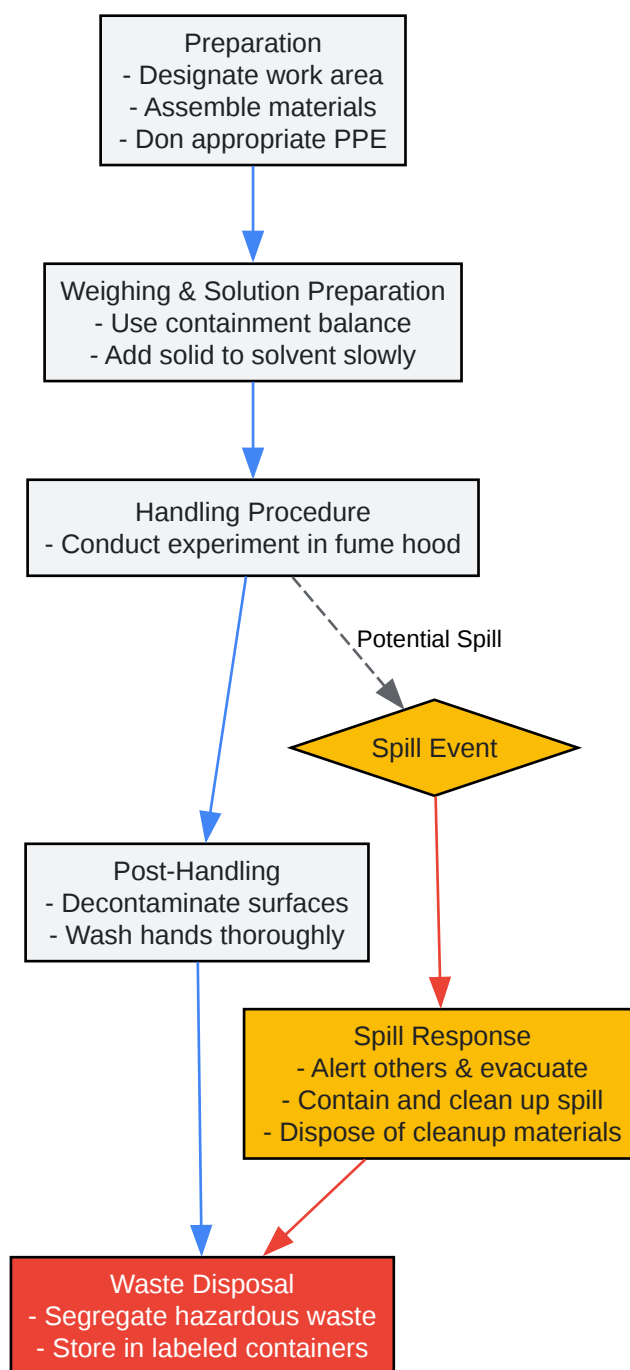 Preparation
- Designate work area
- Assemble materials
- Don appropriate PPE
Weighing & Solution Preparation
- Use containment balance
- Add solid to solvent slowly
Handling Procedure
- Conduct experiment in fume hood
Potential Spill
Spill Event
Post-Handling
- Decontaminate surfaces
- Wash hands thoroughly
Spill Response
- Alert others & evacuate
- Contain and clean up spill
- Dispose of cleanup materials
Waste Disposal
- Segregate hazardous waste
- Store in labeled containers